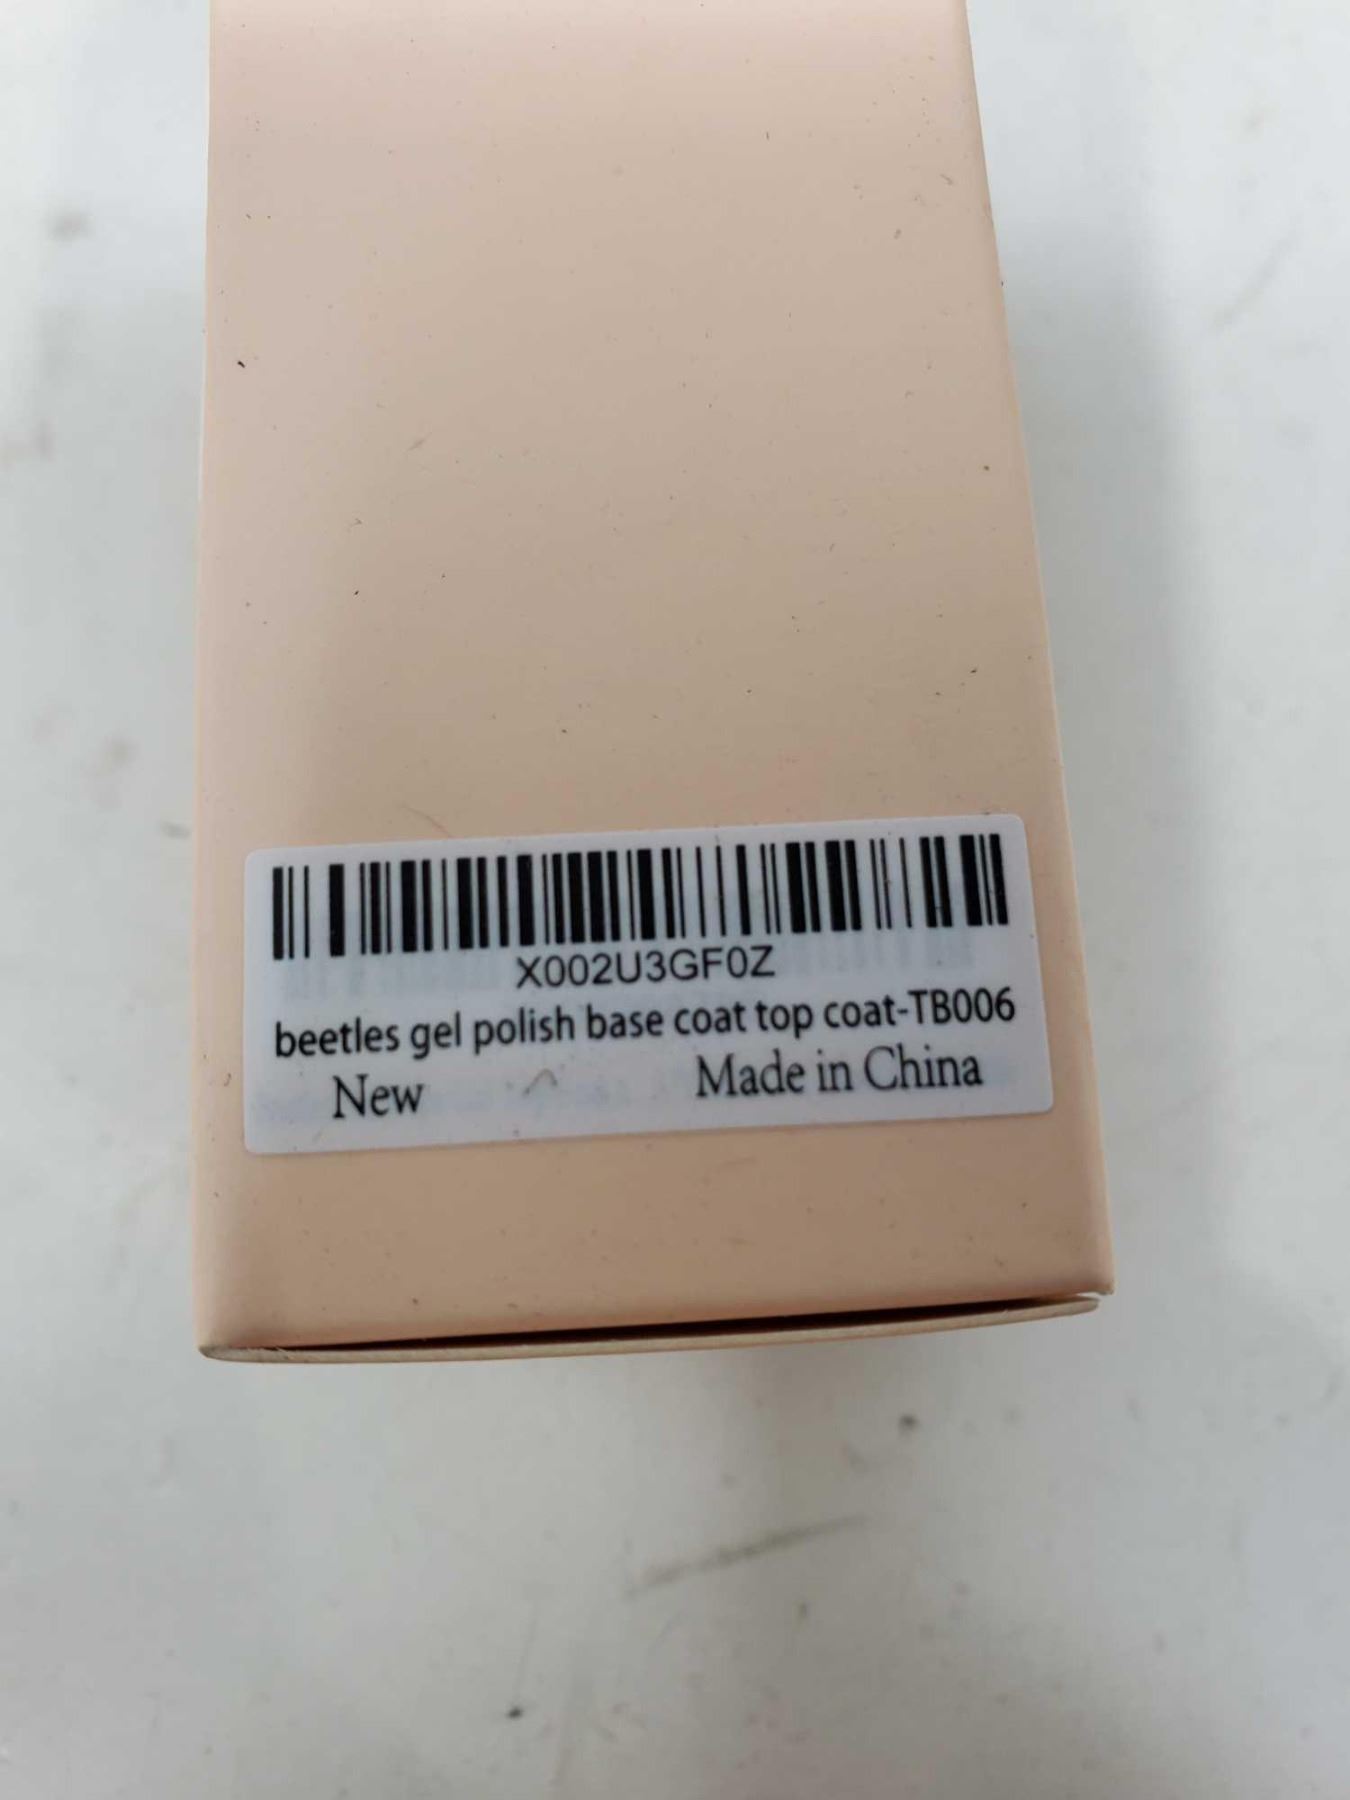 X002U3GF0Z
beetles gel polish base coat top coat-TB006
New Made in China